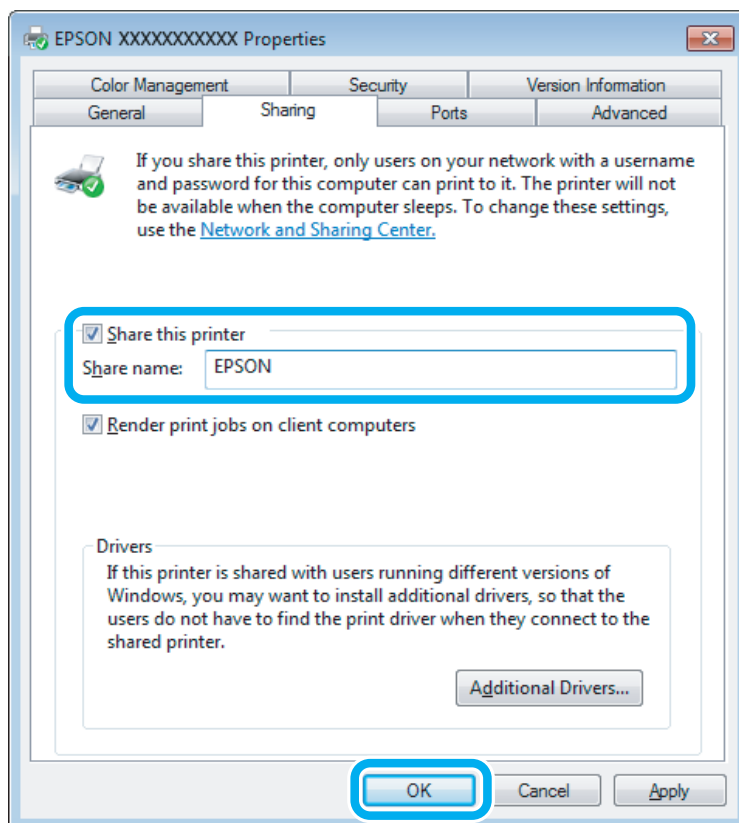 EPSON XXXXXXXXXXX Properties
Color Management Security Version Information
General Sharing Ports Advanced
If you share this printer, only users on your network with a username
and password for this computer can print to it. The printer will not
be available when the computer sleeps. To change these settings,
use the Network and Sharing Center.
Share this printer
Share name: EPSON
Render print jobs on client computers
Drivers
If this printer is shared with users running different versions of
Windows, you may want to install additional drivers, so that the
users do not have to find the print driver when they connect to the
shared printer.
Additional Drivers...
OK Cancel Apply